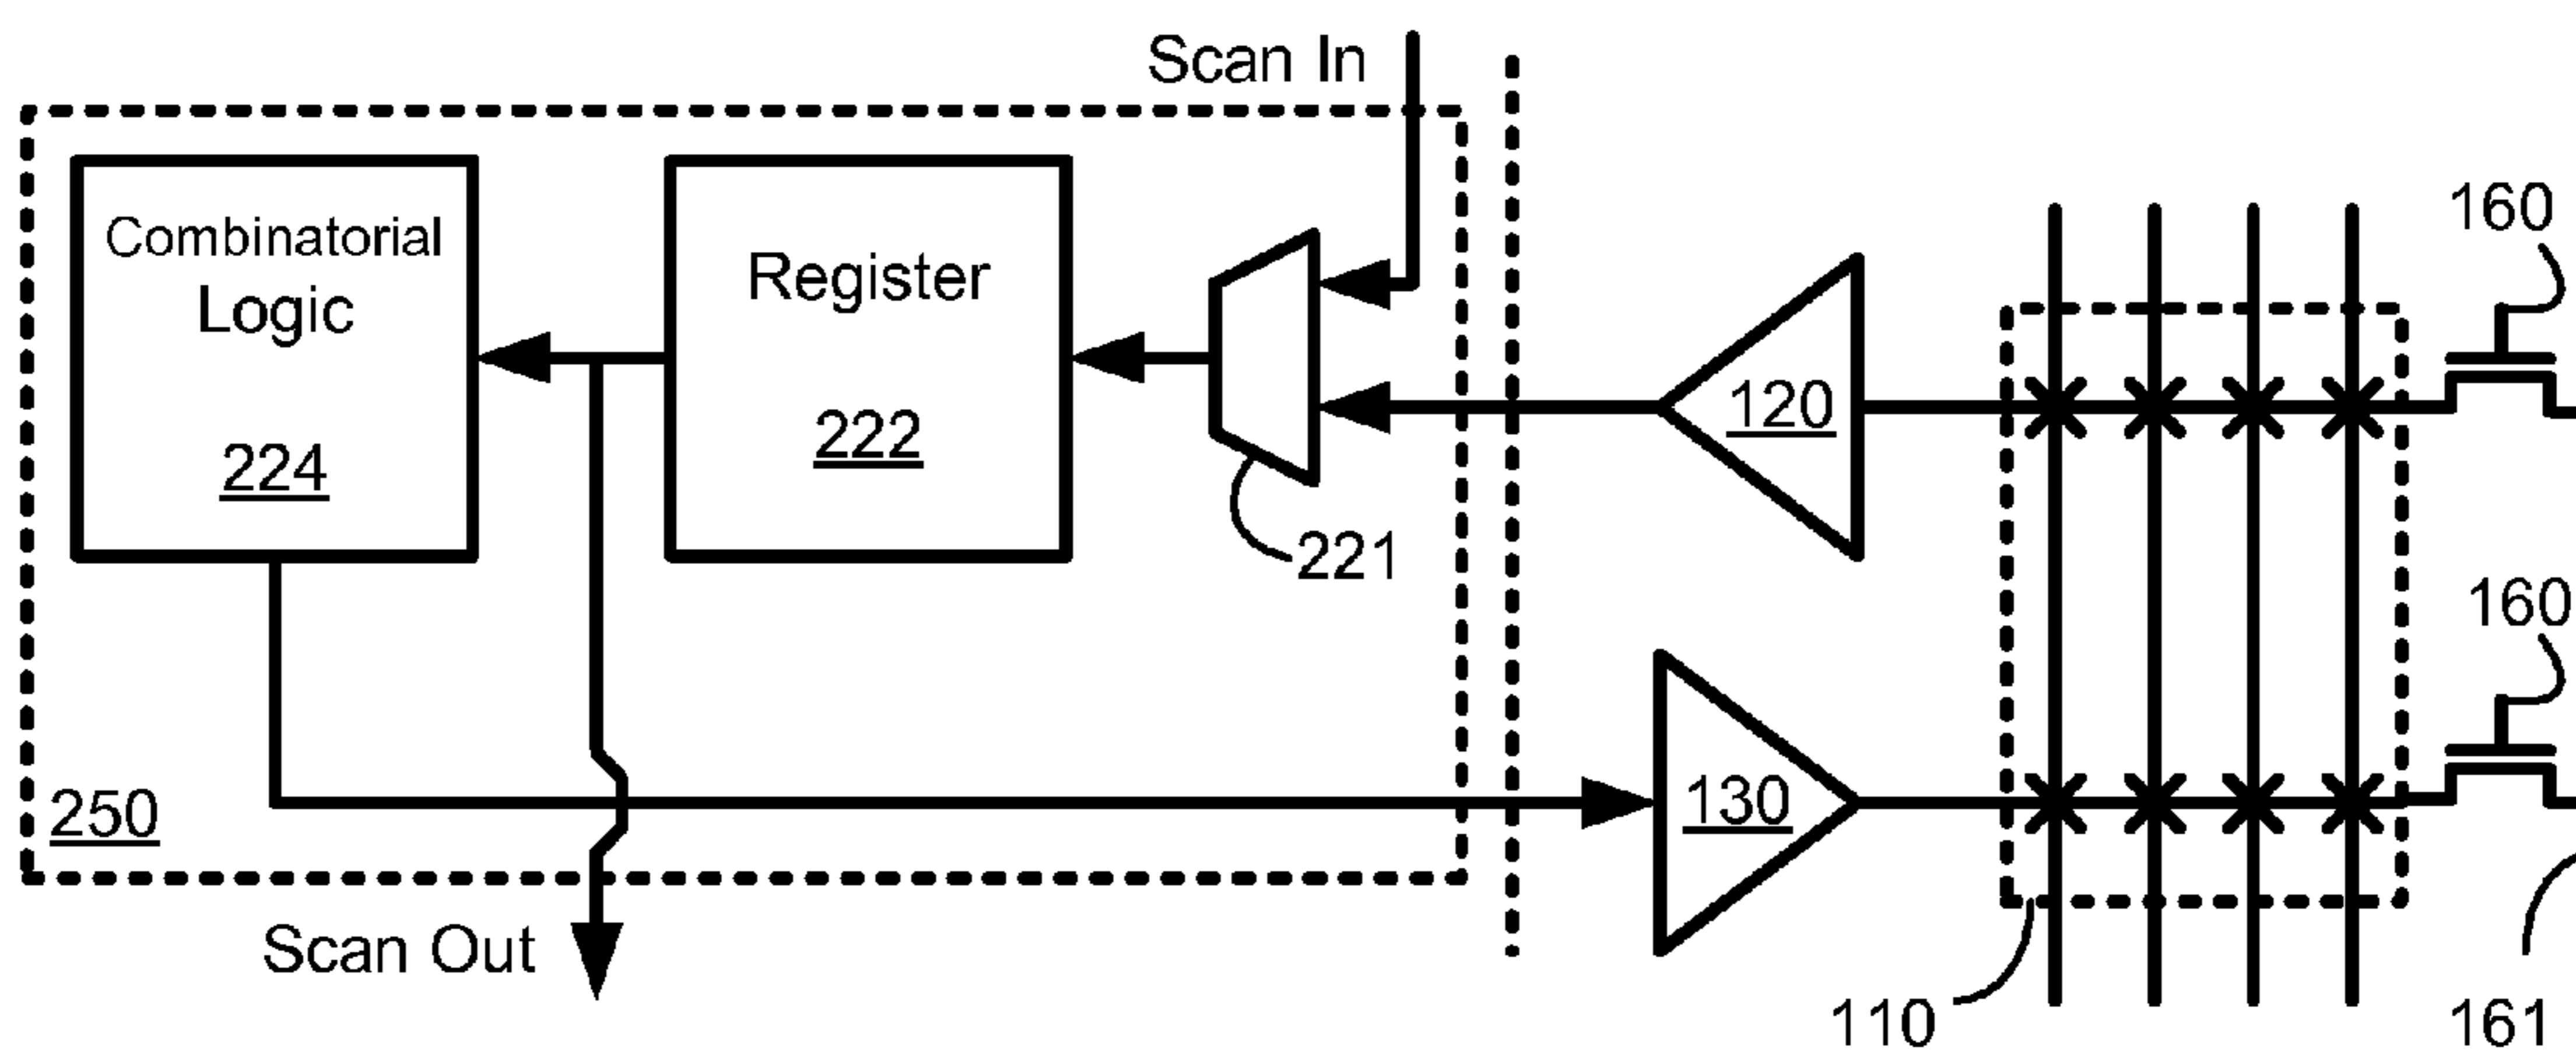 Scan In
Combinatorial
Logic
224
Register
222
221
120
160
160
250
130
Scan Out
110
161